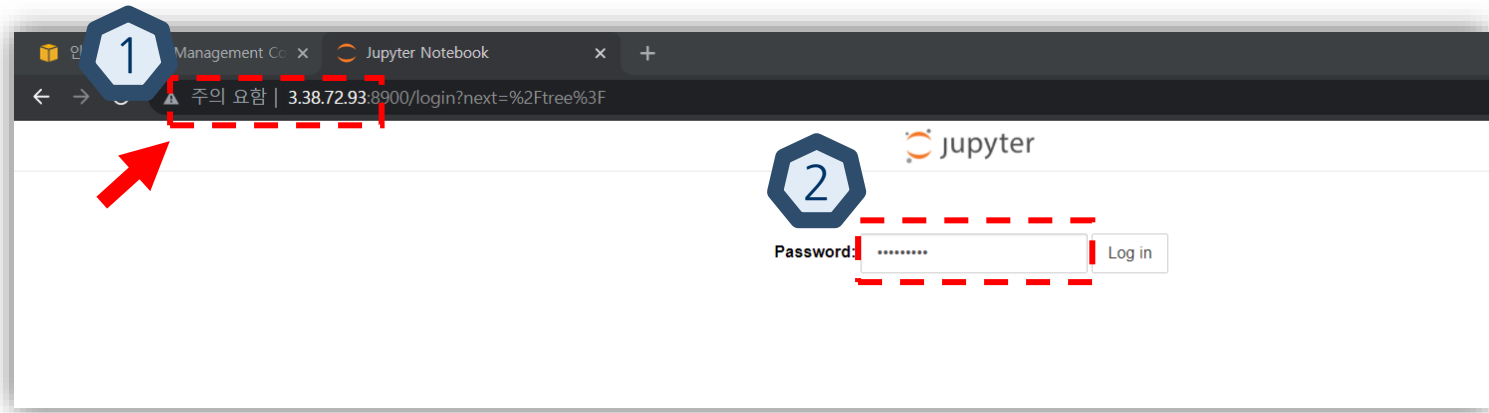 1
Management Co × Jupyter Notebook × +
주의 요함 | 3.38.72.93:8900/login?next=%2Ftree%3F
jupyter
2
Password: ••••••••• Log in